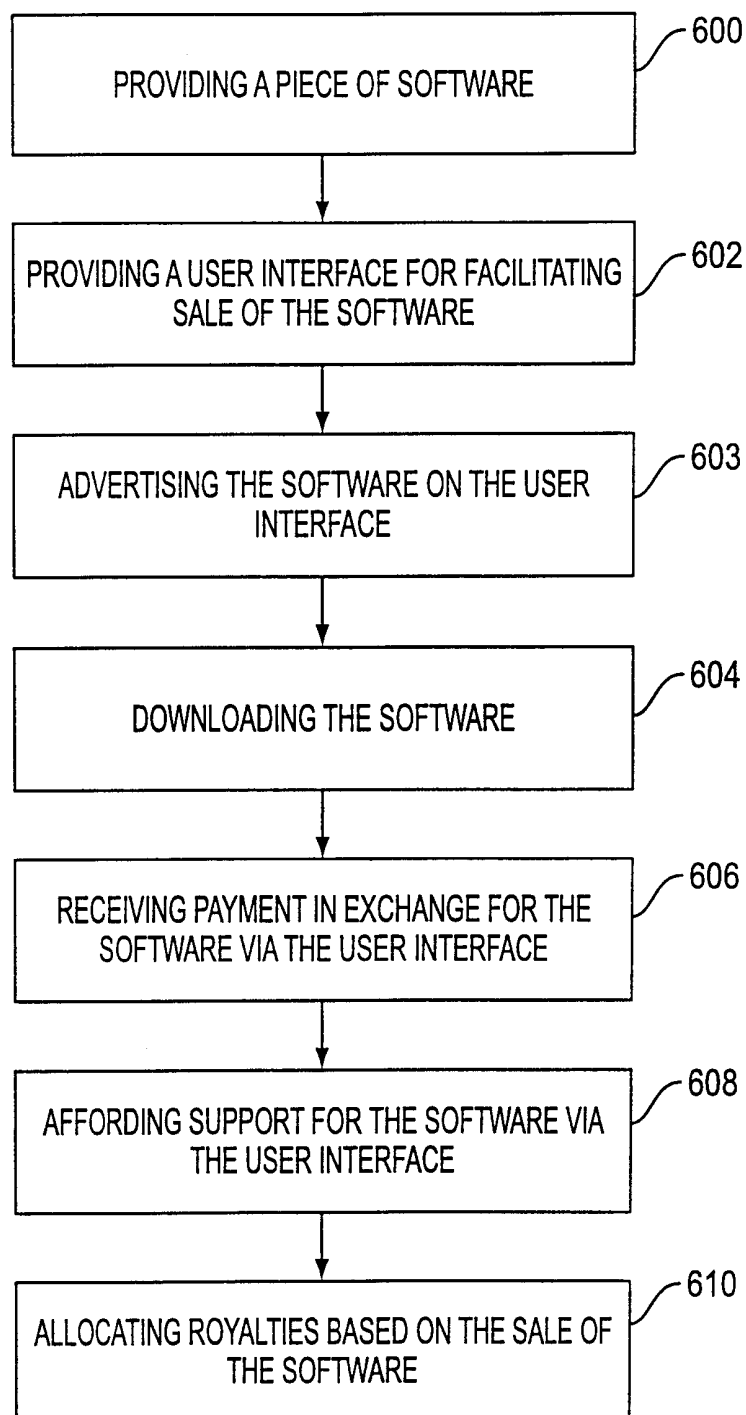 600
PROVIDING A PIECE OF SOFTWARE
602
PROVIDING A USER INTERFACE FOR FACILITATING
SALE OF THE SOFTWARE
603
ADVERTISING THE SOFTWARE ON THE USER
INTERFACE
604
DOWNLOADING THE SOFTWARE
606
RECEIVING PAYMENT IN EXCHANGE FOR THE
SOFTWARE VIA THE USER INTERFACE
608
AFFORDING SUPPORT FOR THE SOFTWARE VIA
THE USER INTERFACE
610
ALLOCATING ROYALTIES BASED ON THE SALE OF
THE SOFTWARE